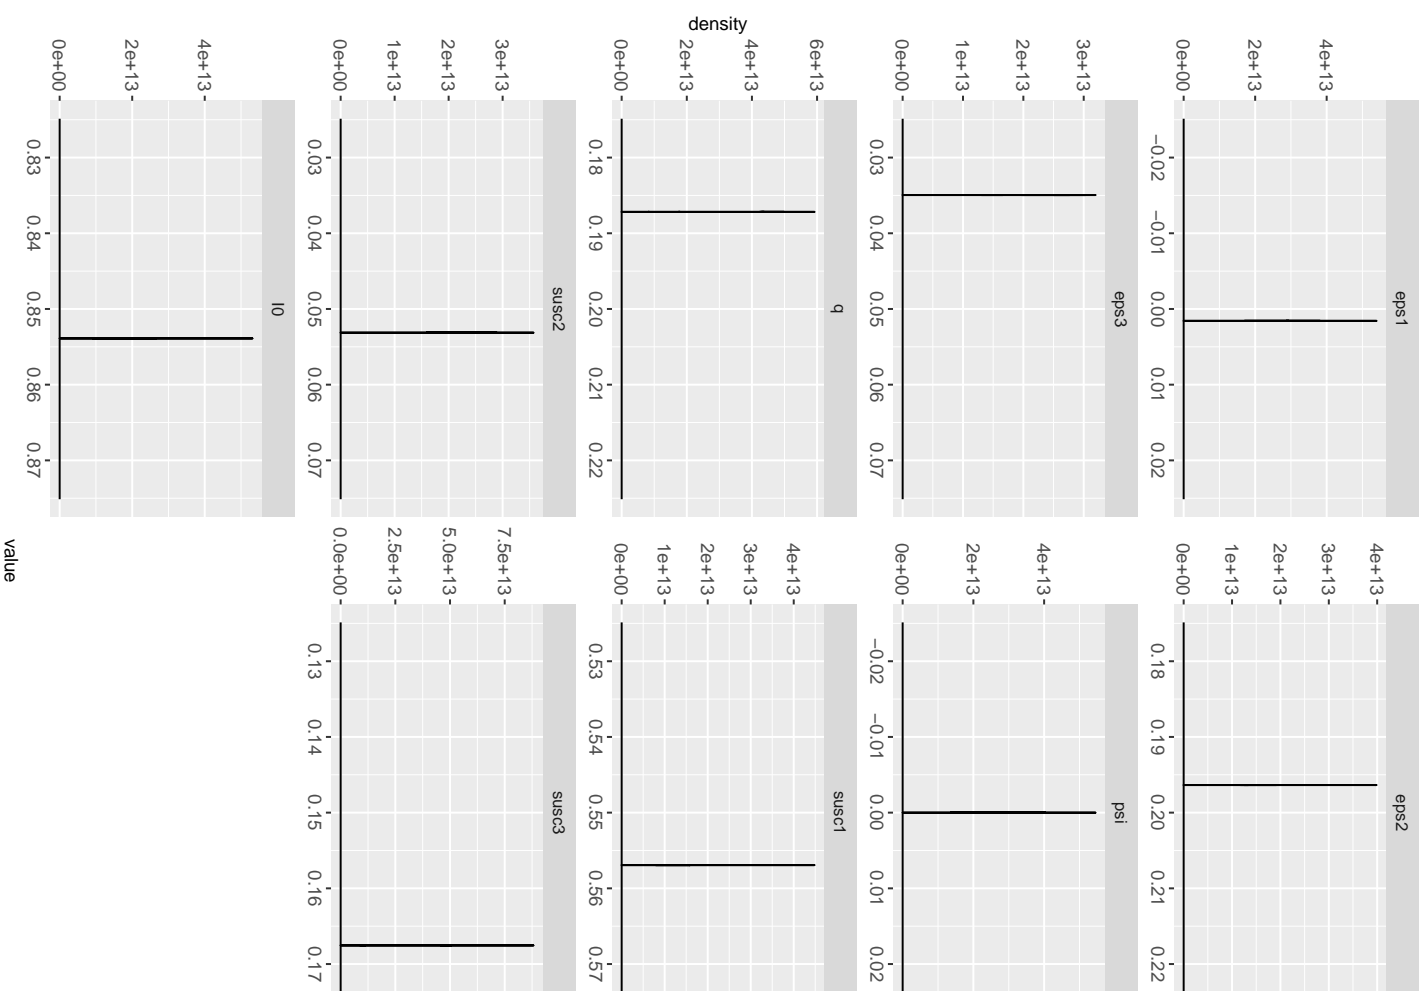 eps1
eps2
4e+13
2e+13
0e+00
4e+13
3e+13
2e+13
1e+13
0e+00
−0.02
−0.01
0.00
0.01
0.02
0.18
0.19
0.20
0.21
0.22
eps3
psi
3e+13
2e+13
1e+13
0e+00
4e+13
2e+13
0e+00
0.03
0.04
0.05
0.06
0.07
−0.02
−0.01
0.00
0.01
0.02
q
susc1
6e+13
4e+13
2e+13
0e+00
4e+13
3e+13
2e+13
1e+13
0e+00
0.18
0.19
0.20
0.21
0.22
0.53
0.54
0.55
0.56
0.57
susc2
susc3
3e+13
2e+13
1e+13
0e+00
7.5e+13
5.0e+13
2.5e+13
0.0e+00
0.03
0.04
0.05
0.06
0.07
0.13
0.14
0.15
0.16
0.17
I0
4e+13
2e+13
0e+00
0.83
0.84
0.85
0.86
0.87
value
density